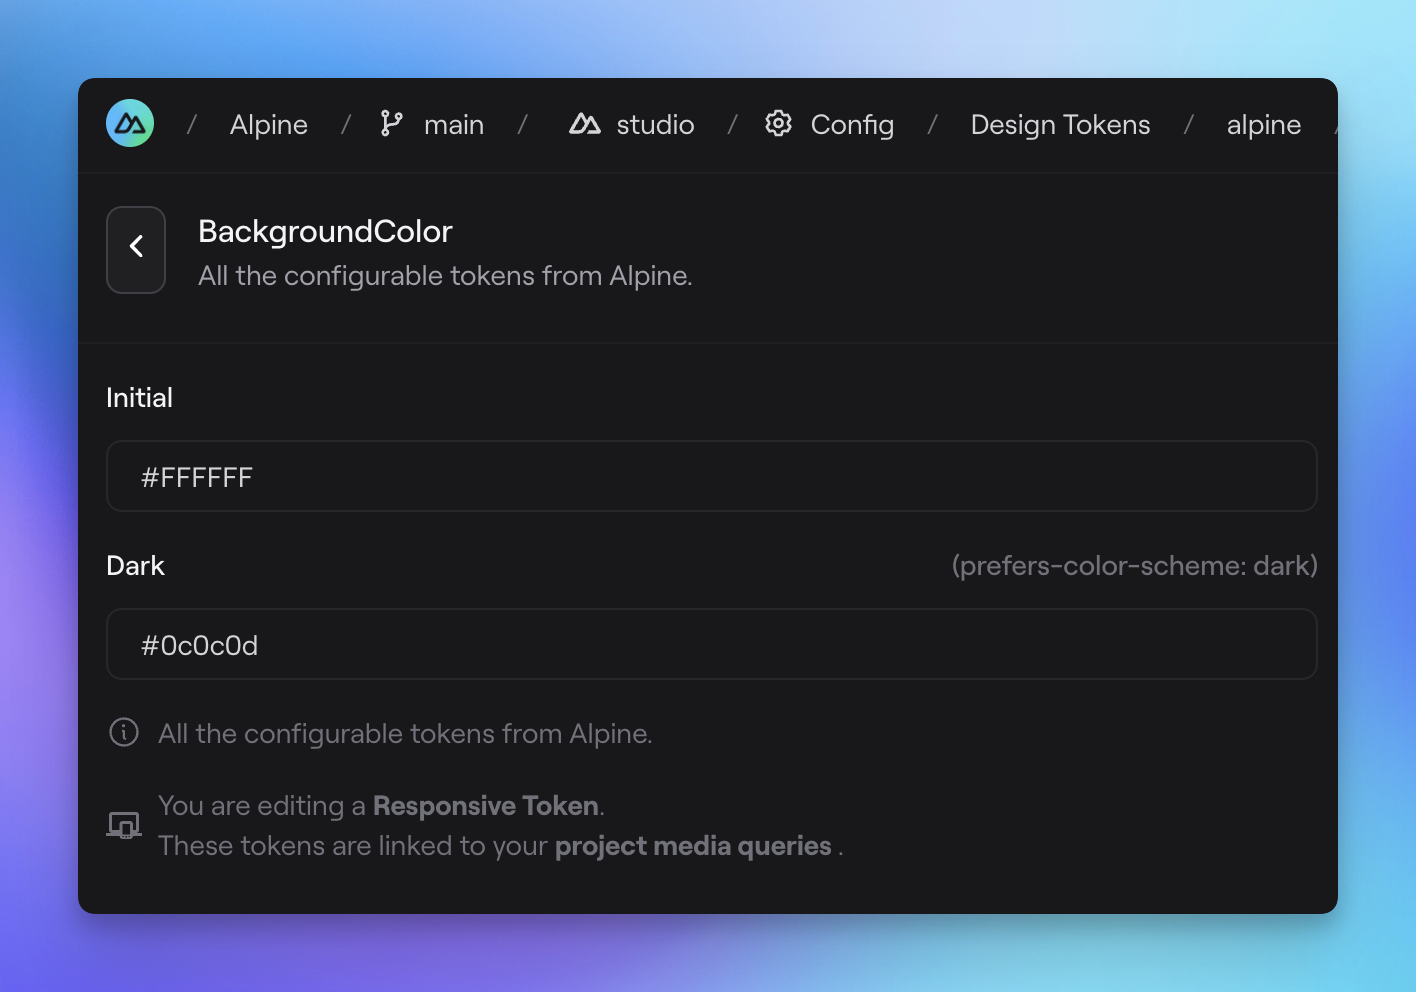 / Alpine / main / studio / Config / Design Tokens / alpine /
BackgroundColor
All the configurable tokens from Alpine.
Initial
#FFFFFF
Dark (prefers-color-scheme: dark)
#0c0c0d
All the configurable tokens from Alpine.
You are editing a Responsive Token.
These tokens are linked to your project media queries .